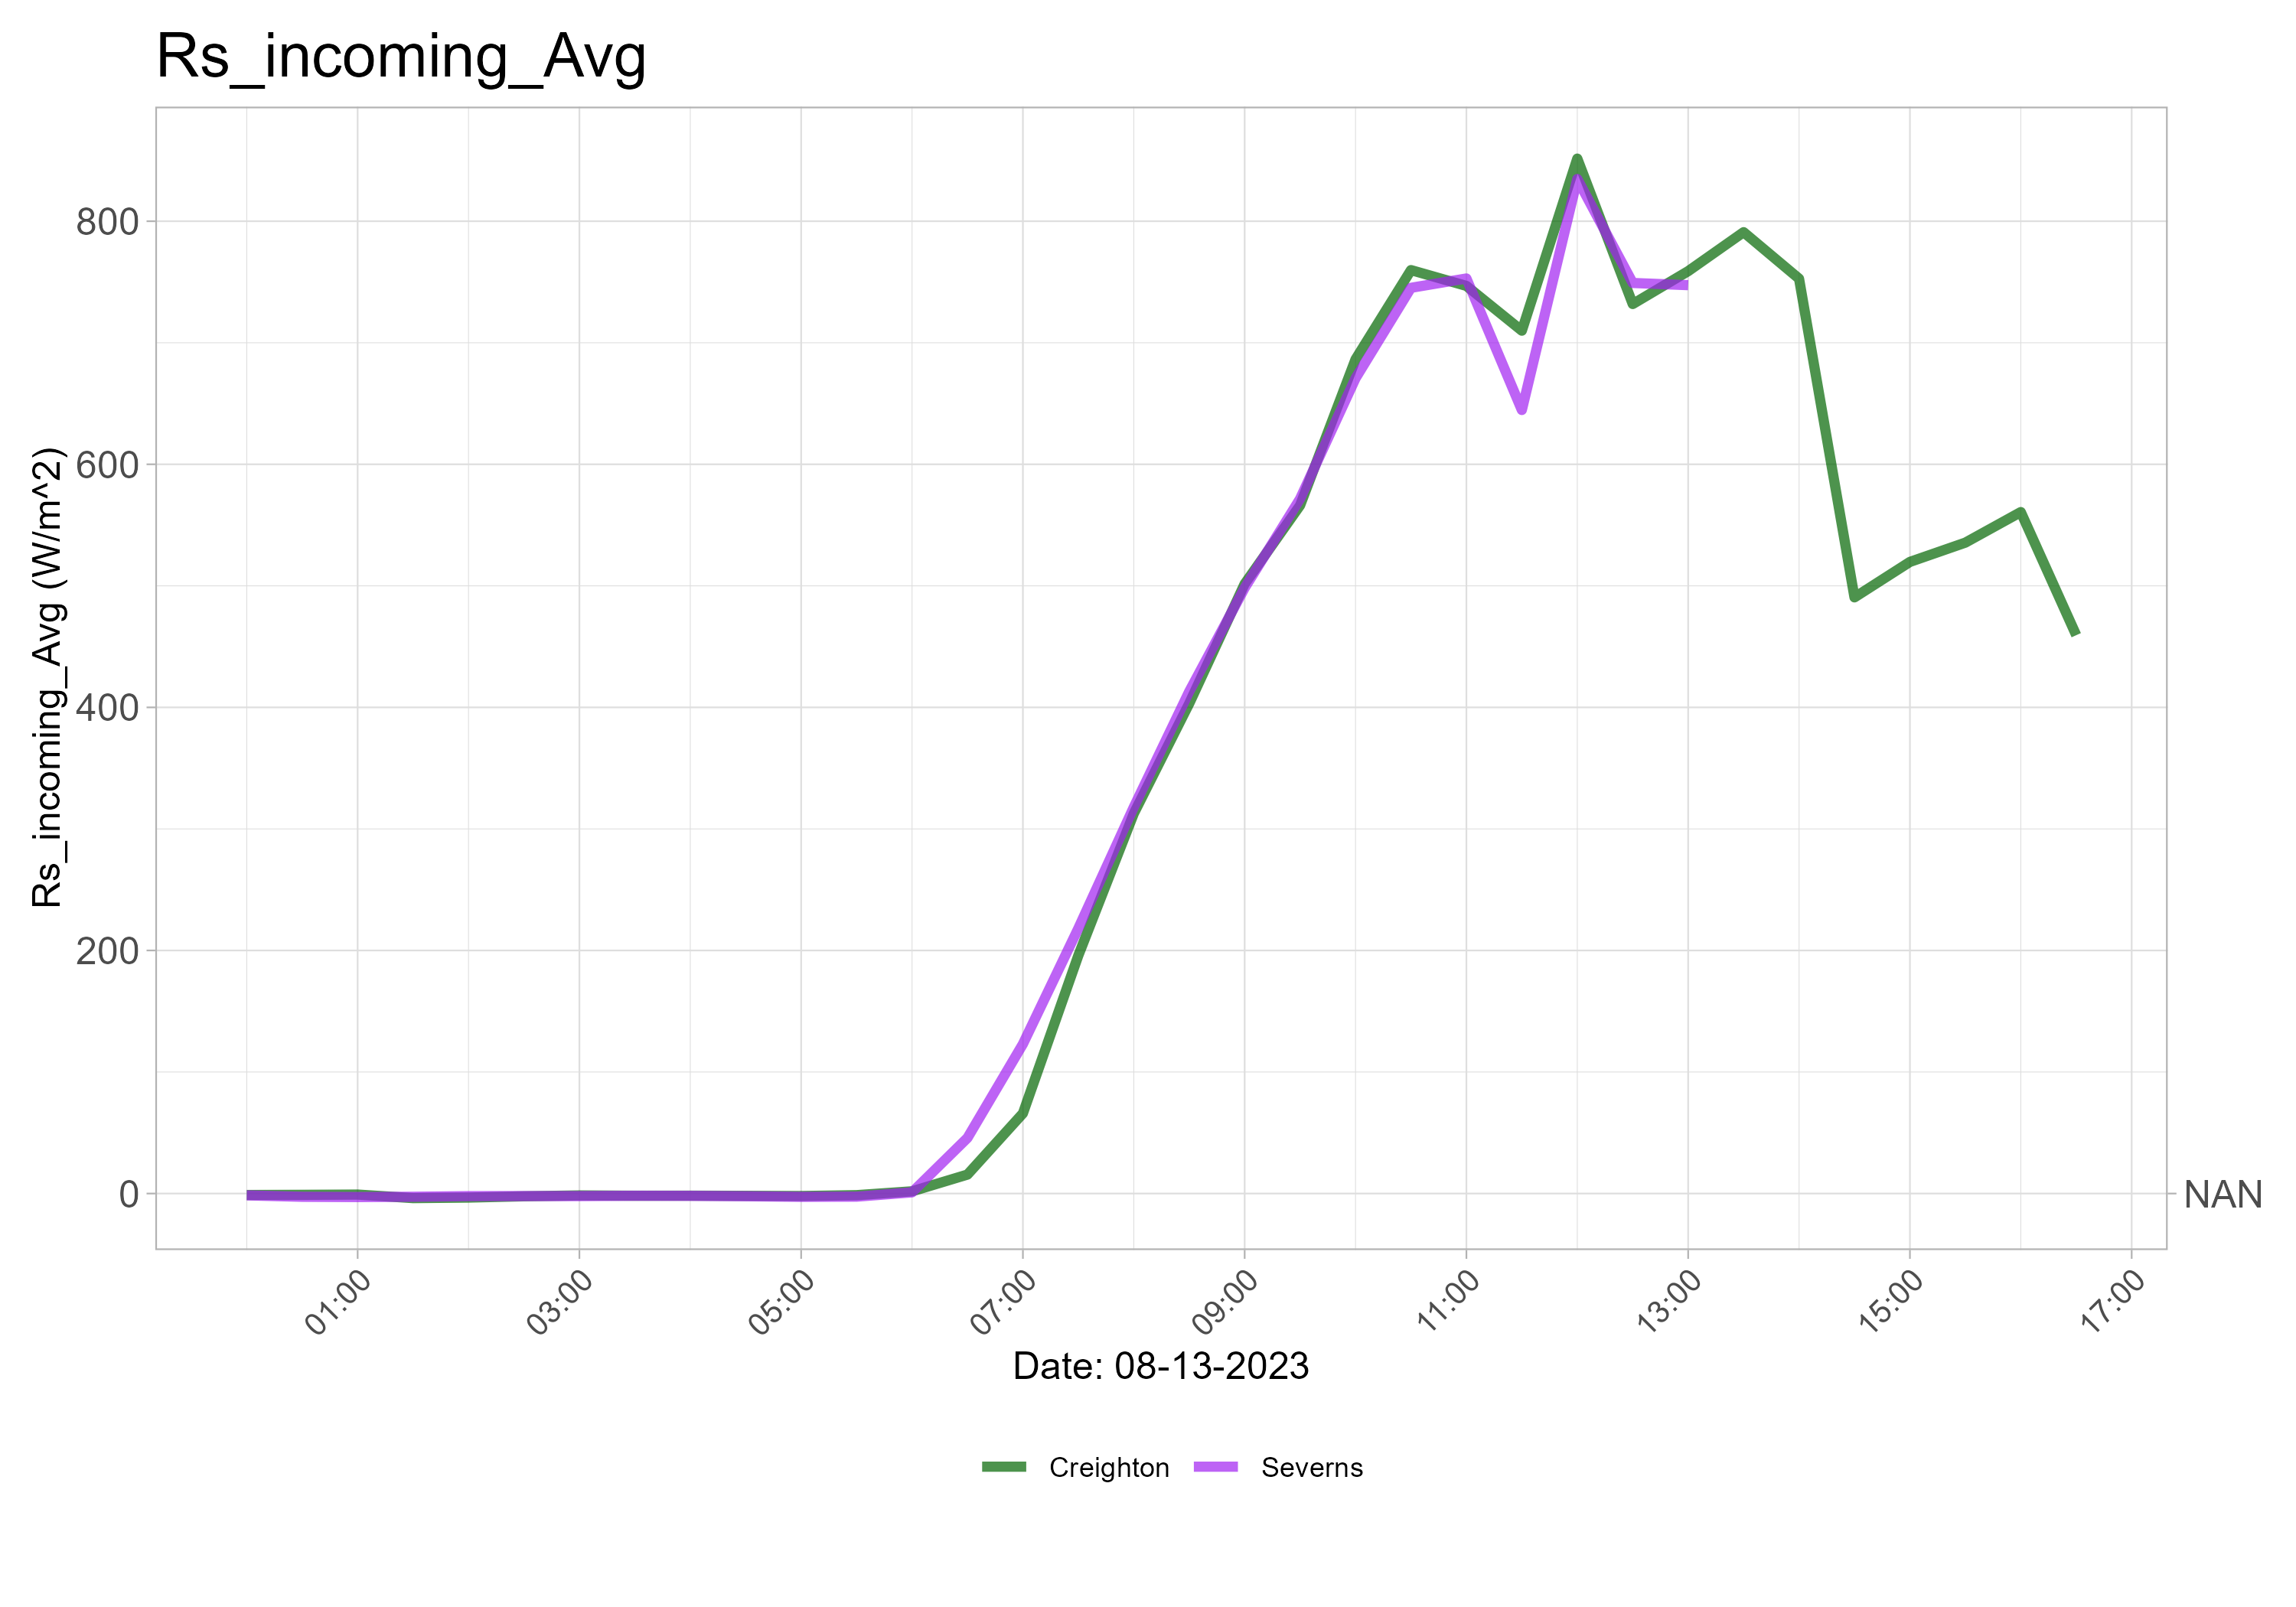 Rs_incoming_Avg
Rs_incoming_Avg (W/m^2)
800
600
400
200
0
NAN
01:00
03:00
05:00
07:00
09:00
11:00
13:00
15:00
17:00
Date: 08-13-2023
Creighton
Severns